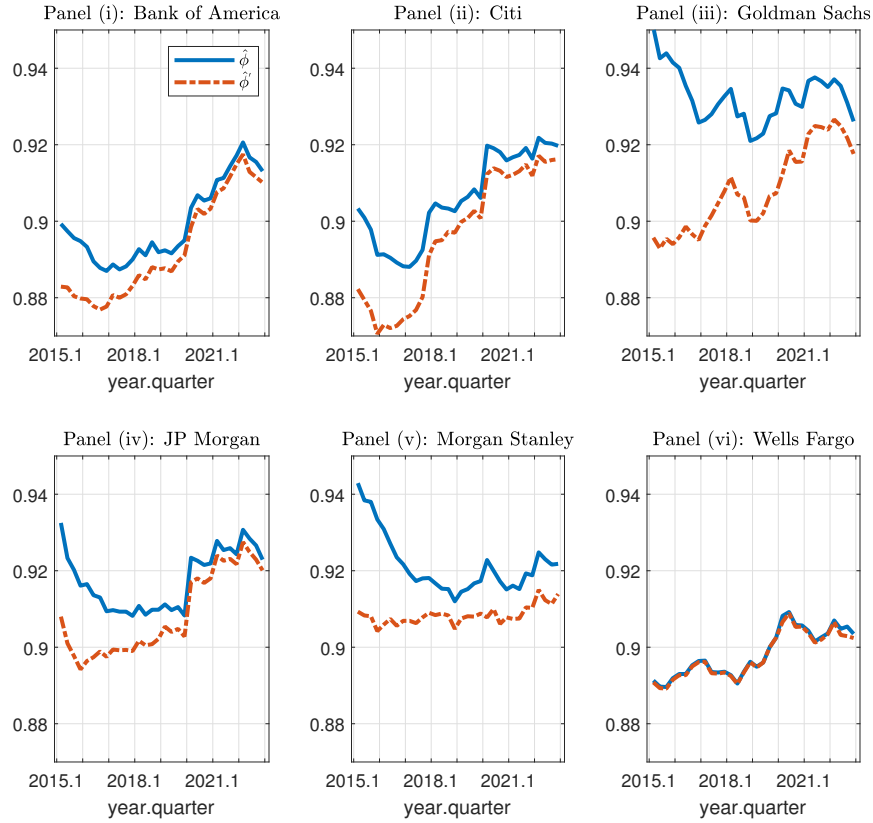 Panel (i): Bank of America
Panel (ii): Citi
Panel (iii): Goldman Sachs
0.94
0.92
0.9
0.88
2015.1 2018.1 2021.1
year.quarter
$\hat{\phi}$
$\hat{\phi}'$
0.94
0.92
0.9
0.88
2015.1 2018.1 2021.1
year.quarter
0.94
0.92
0.9
0.88
2015.1 2018.1 2021.1
year.quarter
Panel (iv): JP Morgan
Panel (v): Morgan Stanley
Panel (vi): Wells Fargo
0.94
0.92
0.9
0.88
2015.1 2018.1 2021.1
year.quarter
0.94
0.92
0.9
0.88
2015.1 2018.1 2021.1
year.quarter
0.94
0.92
0.9
0.88
2015.1 2018.1 2021.1
year.quarter